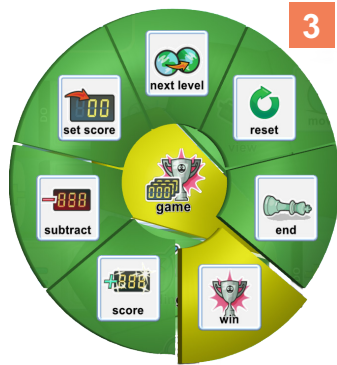 3
next level
set score
reset
game
subtract
end
score
win